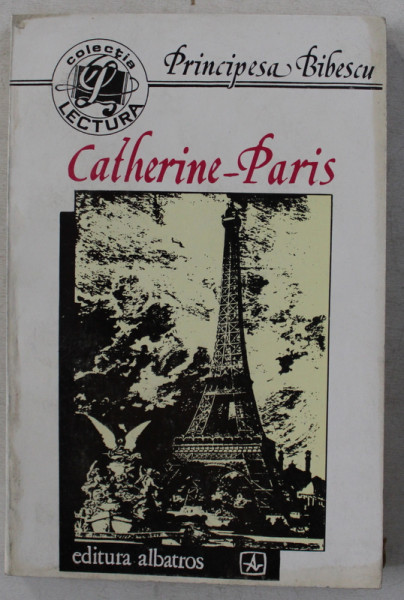 colecția
L
LECTURA
Principesa Bibescu
Catherine-Paris
editura albatros